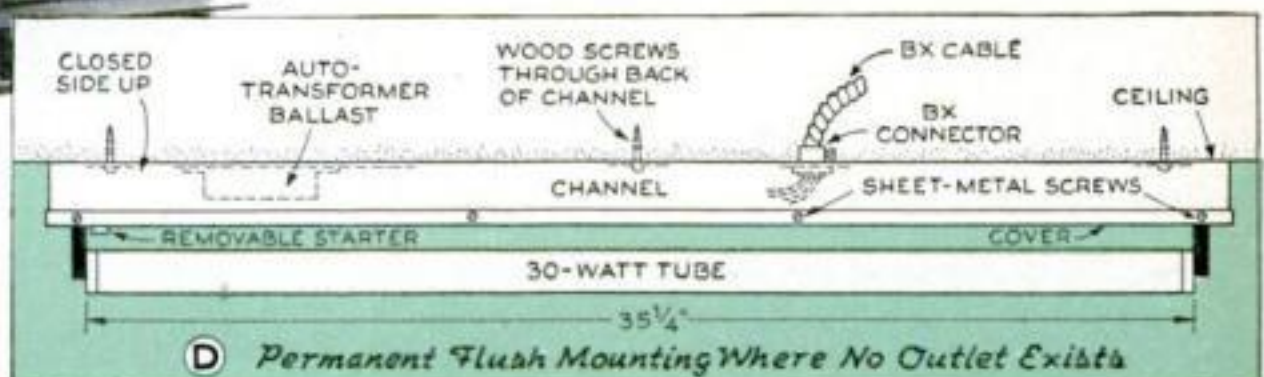 CLOSED
SIDE UP
AUTO-
TRANSFORMER
BALLAST
WOOD SCREWS
THROUGH BACK
OF CHANNEL
BX CABLE
BX
CONNECTOR
CEILING
CHANNEL
SHEET-METAL SCREWS
REMOVABLE STARTER
COVER
30-WATT TUBE
35¼"
D Permanent Flush Mounting Where No Outlet Exists